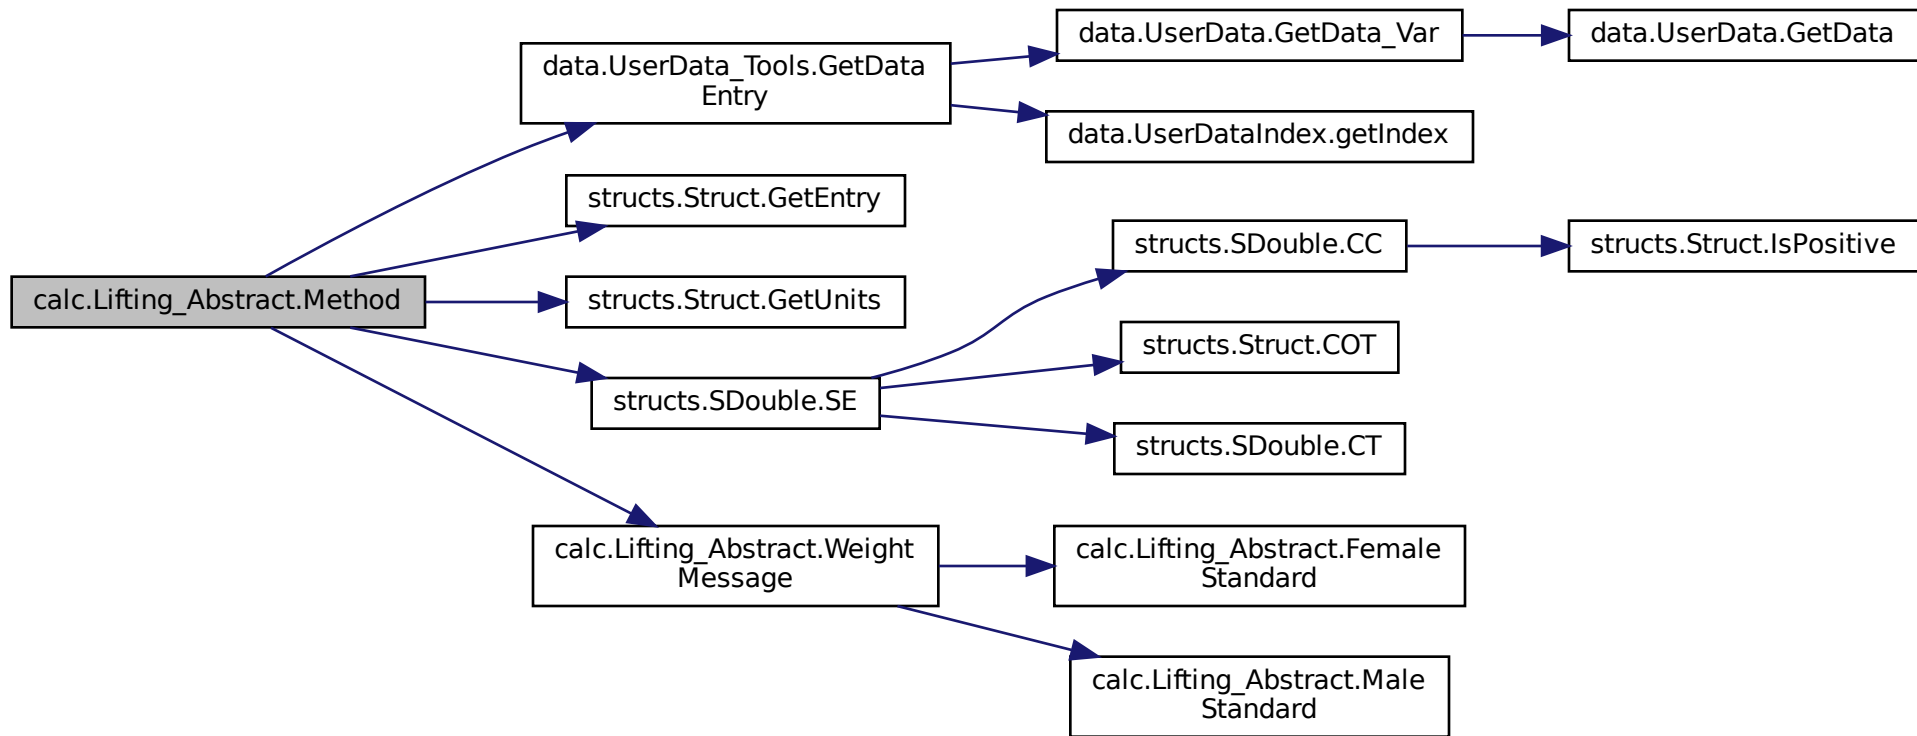 calc.Lifting_Abstract.Method
data.UserData_Tools.GetData
Entry
data.UserData.GetData_Var
data.UserData.GetData
data.UserDataIndex.getIndex
structs.Struct.GetEntry
structs.Struct.GetUnits
structs.SDouble.SE
structs.SDouble.CC
structs.Struct.IsPositive
structs.Struct.COT
structs.SDouble.CT
calc.Lifting_Abstract.Weight
Message
calc.Lifting_Abstract.Female
Standard
calc.Lifting_Abstract.Male
Standard